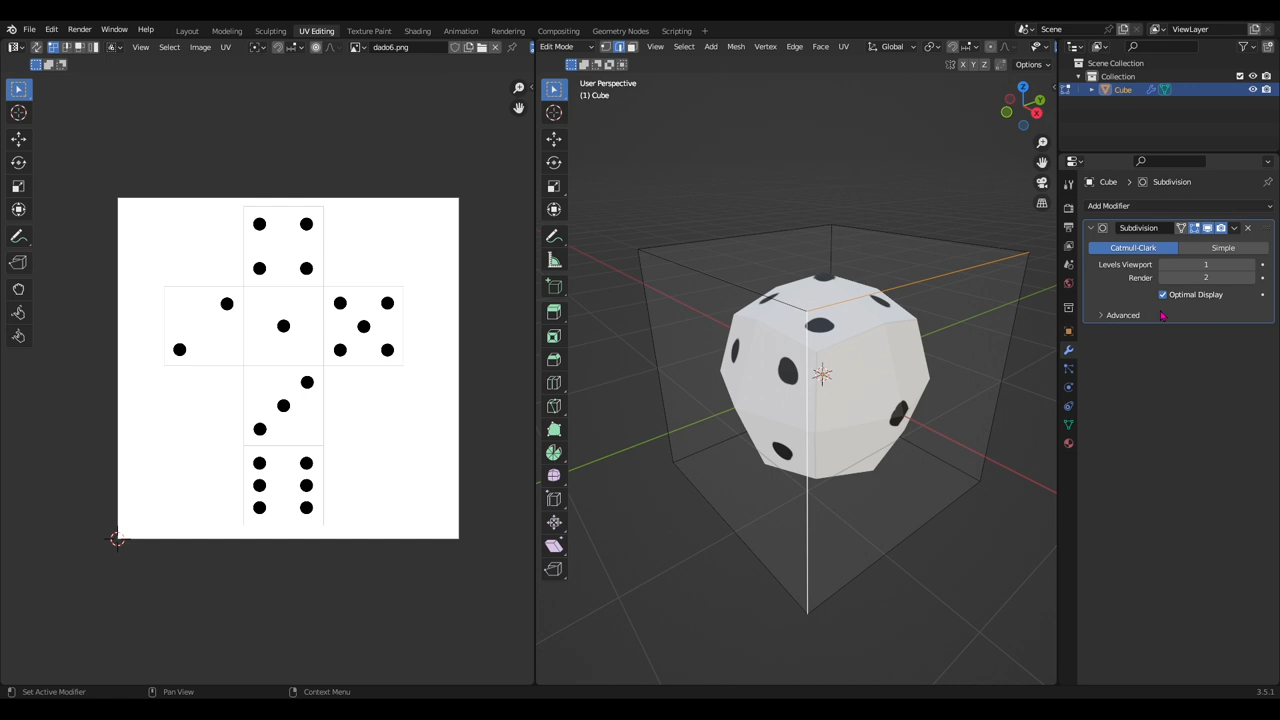 File Edit Render Window Help Layout Modeling Sculpting UV Editing Texture Paint Shading Animation Rendering Compositing Geometry Nodes Scripting + Scene ViewLayer
View Select Image UV dado6.png Edit Mode View Select Add Mesh Vertex Edge Face UV Global
X Y Z Options
Scene Collection
Collection
Cube
User Perspective
(1) Cube
Z
Y
X
Cube > Subdivision
Add Modifier
Subdivision
Catmull-Clark Simple
Levels Viewport 1
Render 2
Optimal Display
Advanced
Set Active Modifier Pan View Context Menu 3.5.1